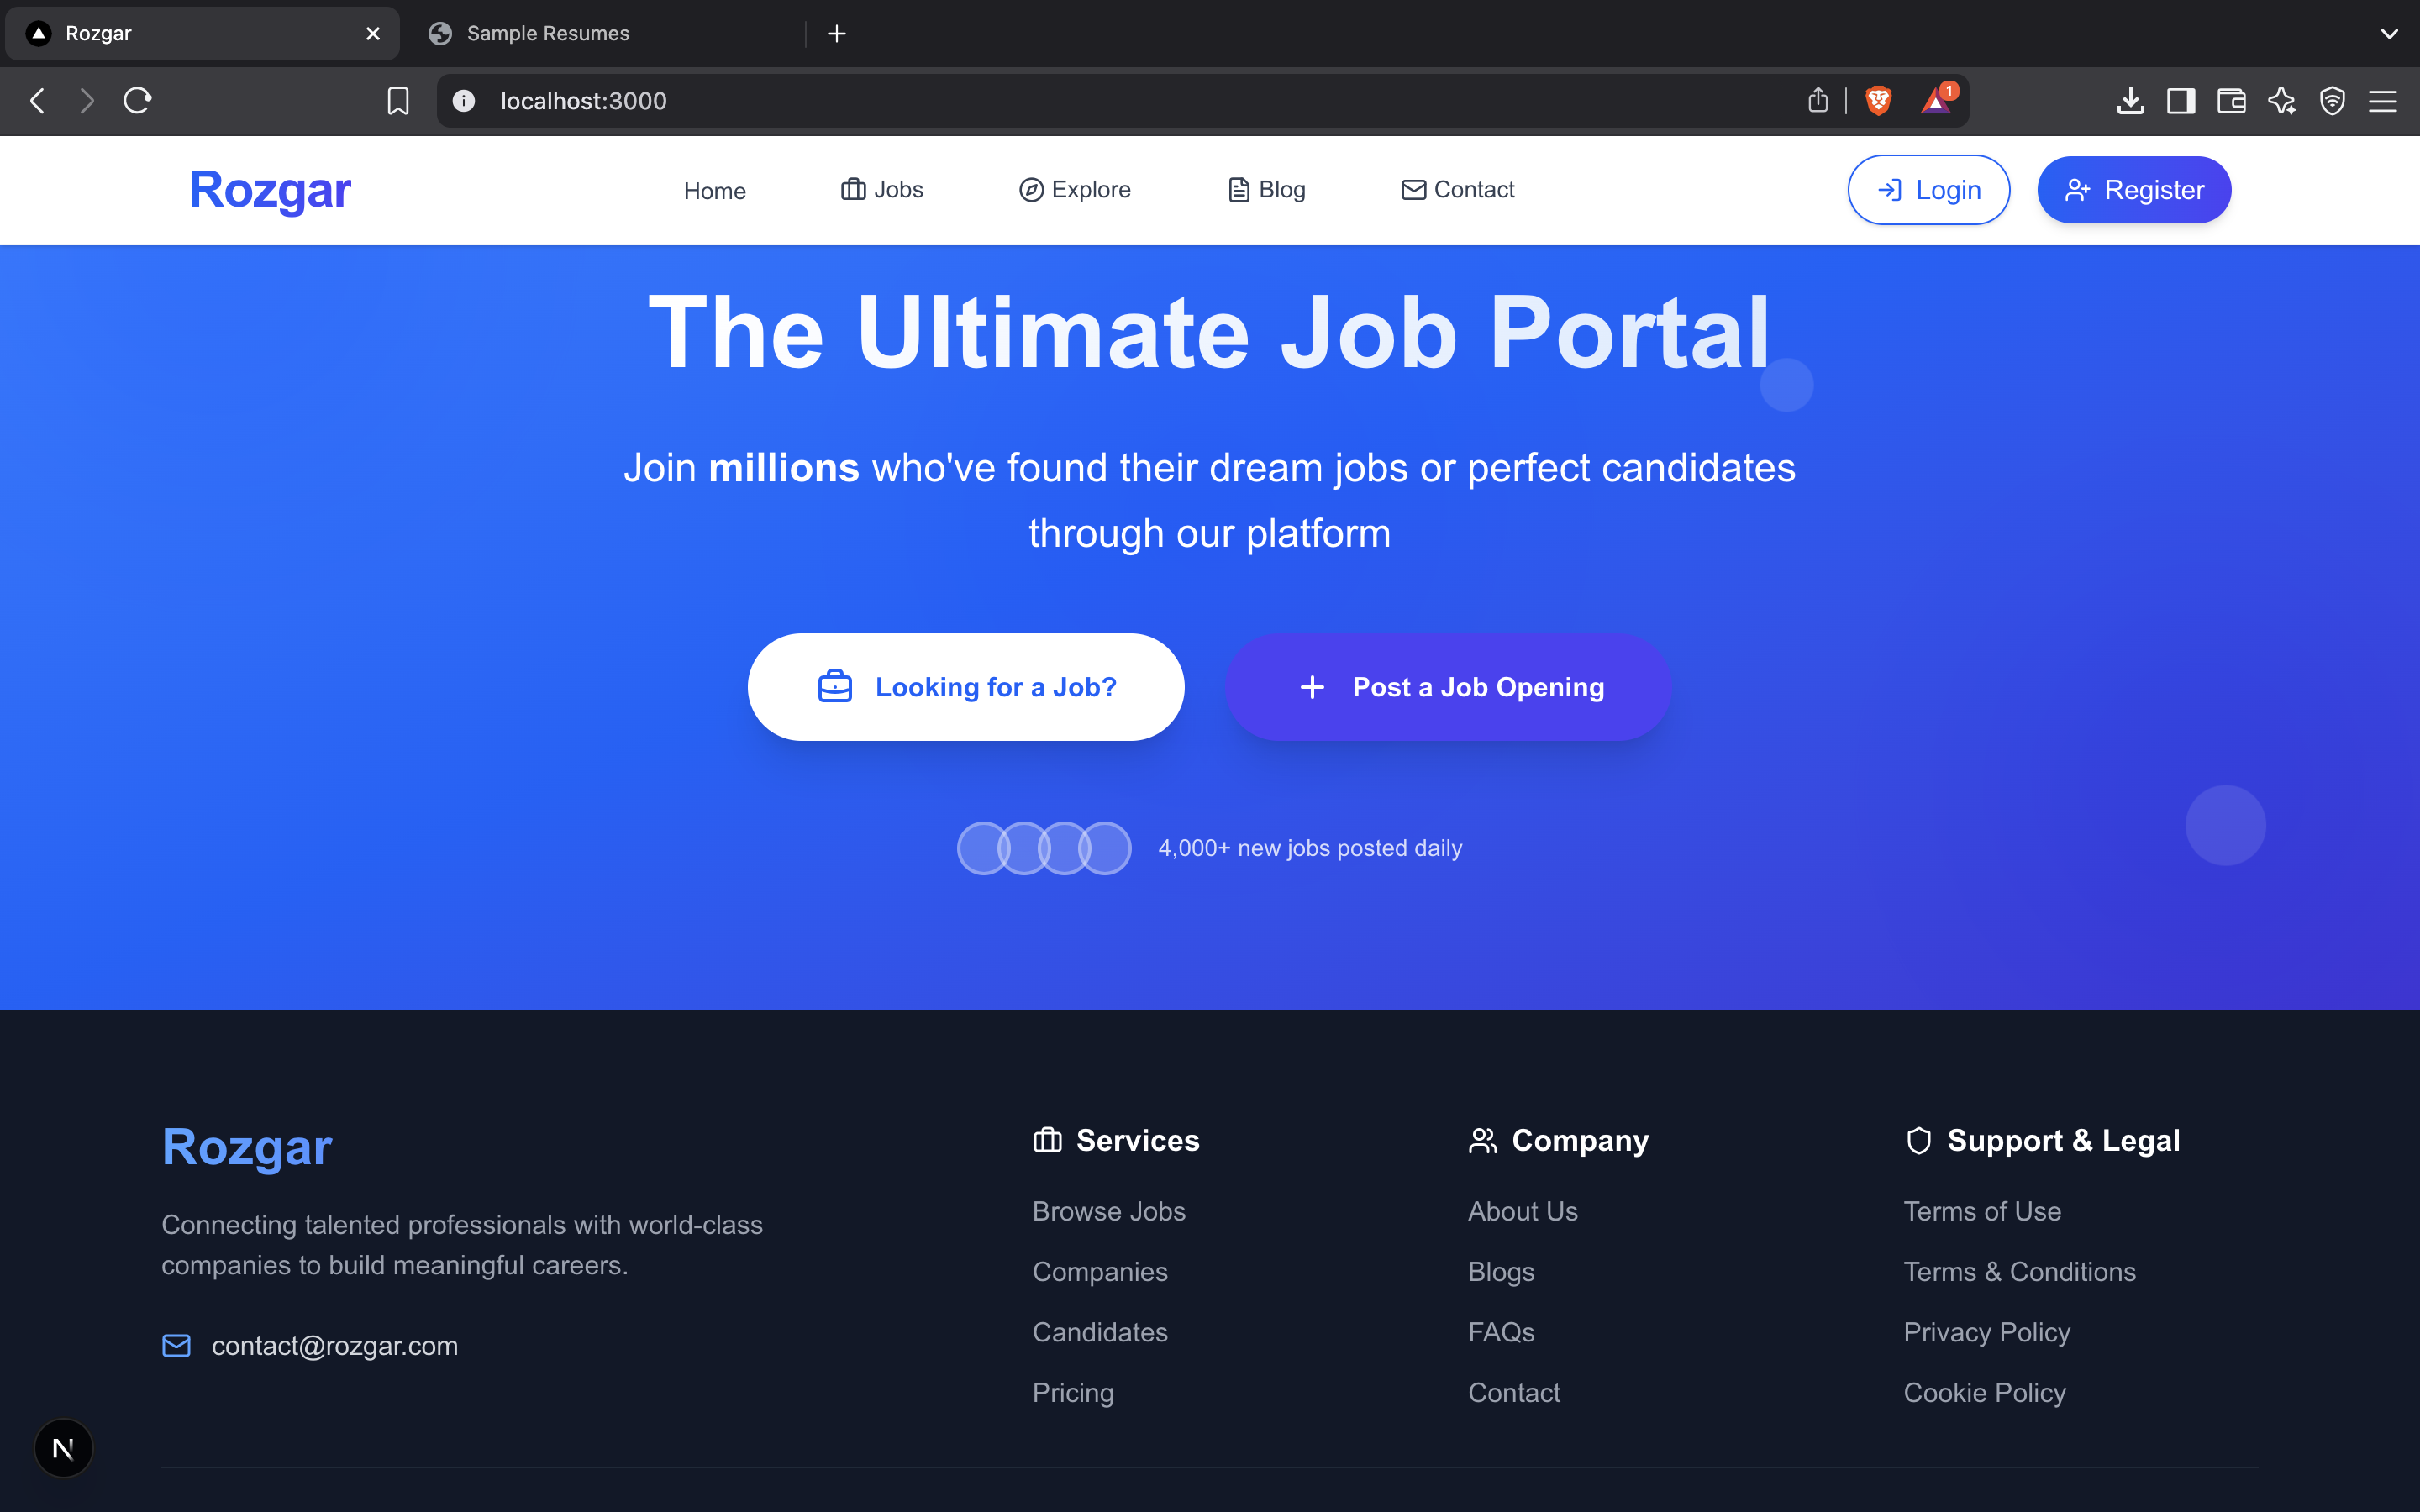 Rozgar
Sample Resumes
localhost:3000
1
Rozgar
Home
Jobs
Explore
Blog
Contact
Login
Register
The Ultimate Job Portal
Join millions who've found their dream jobs or perfect candidates
through our platform
Looking for a Job?
Post a Job Opening
4,000+ new jobs posted daily
Rozgar
Connecting talented professionals with world-class
companies to build meaningful careers.
contact@rozgar.com
Services
Browse Jobs
Companies
Candidates
Pricing
Company
About Us
Blogs
FAQs
Contact
Support & Legal
Terms of Use
Terms & Conditions
Privacy Policy
Cookie Policy
N